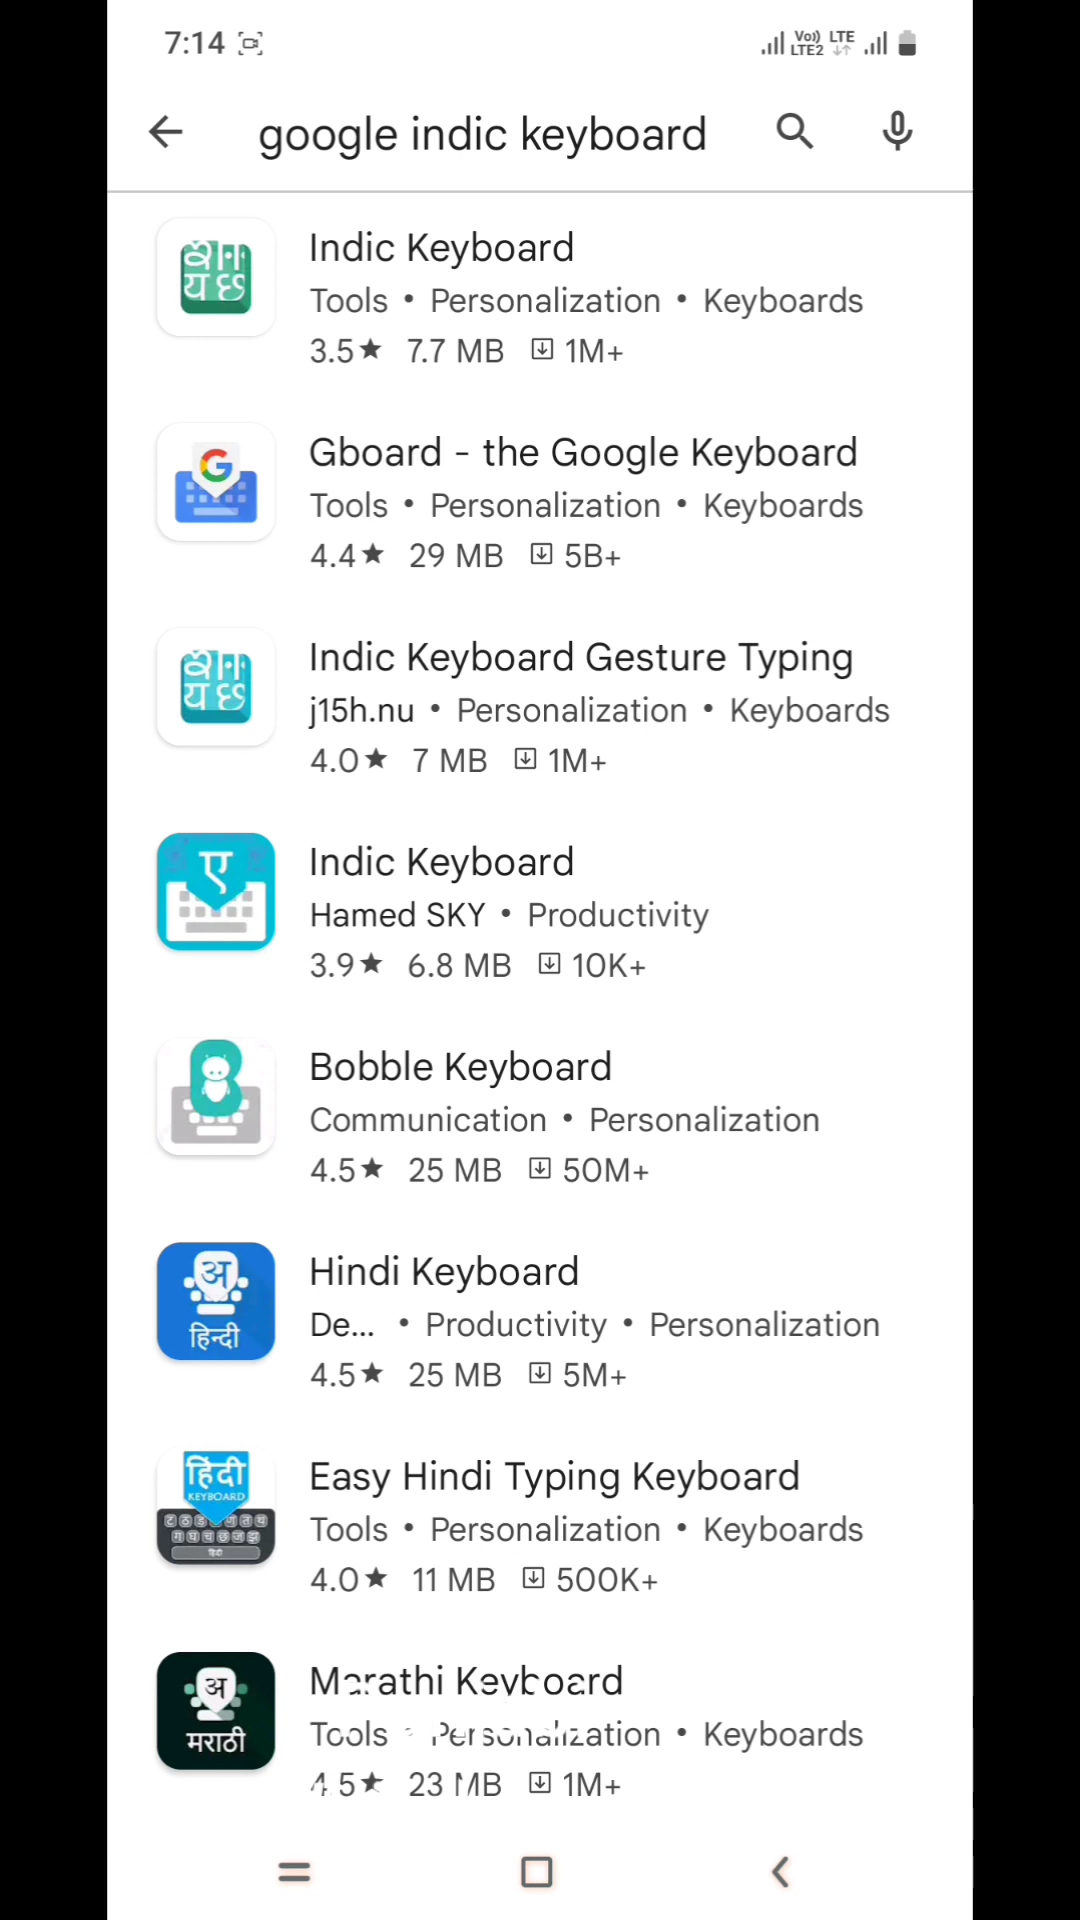 7:14
Vo)) LTE
LTE2
google indic keyboard
Indic Keyboard
Tools • Personalization • Keyboards
3.5★ 7.7 MB 1M+
G
Gboard - the Google Keyboard
Tools • Personalization • Keyboards
4.4★ 29 MB 5B+
Indic Keyboard Gesture Typing
j15h.nu • Personalization • Keyboards
4.0★ 7 MB 1M+
ए
Indic Keyboard
Hamed SKY • Productivity
3.9★ 6.8 MB 10K+
Bobble Keyboard
Communication • Personalization
4.5★ 25 MB 50M+
अ
हिन्दी
Hindi Keyboard
De... • Productivity • Personalization
4.5★ 25 MB 5M+
हिंदी
KEYBOARD
Easy Hindi Typing Keyboard
Tools • Personalization • Keyboards
4.0★ 11 MB 500K+
अ
मराठी
Marathi Keyboard
Tools Personalization • Keyboards
4.5★ 23 MB 1M+